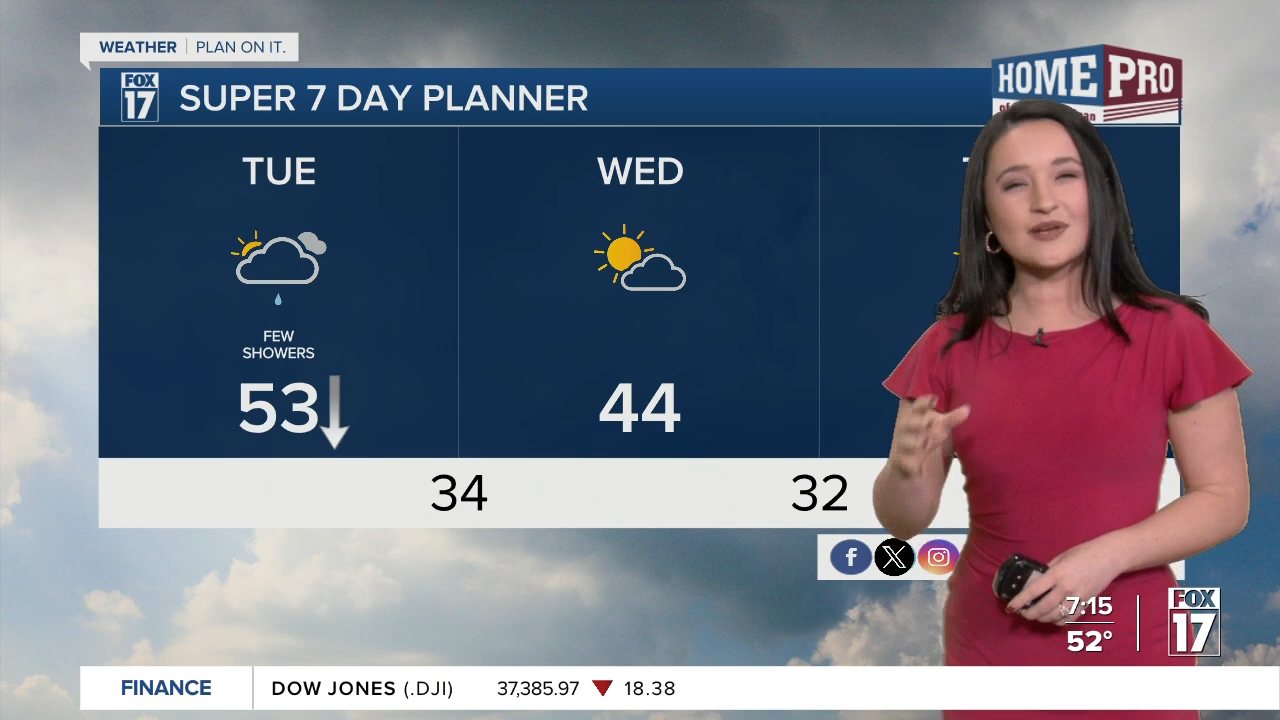 WEATHER PLAN ON IT.
FOX
17
SUPER 7 DAY PLANNER
HOME PRO
of
TUE
WED
FEW
SHOWERS
53
44
34
32
7:15
52°
FOX
17
FINANCE
DOW JONES (.DJI) 37,385.97 18.38